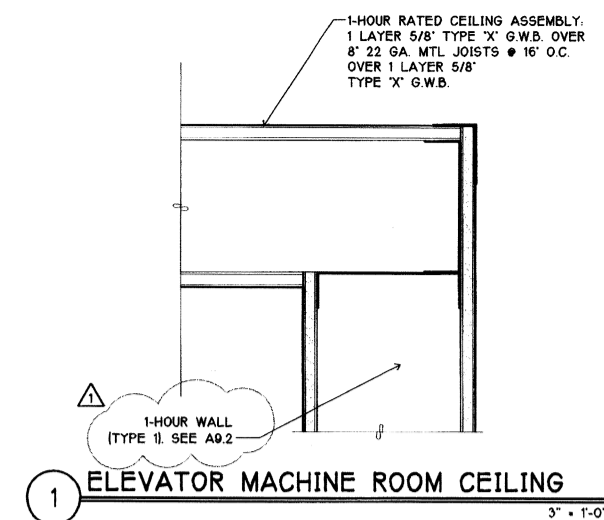 1-HOUR RATED CEILING ASSEMBLY:
1 LAYER 5/8" TYPE "X" G.W.B. OVER
8" 22 GA. MTL JOISTS @ 16" O.C.
OVER 1 LAYER 5/8"
TYPE "X" G.W.B.
1
1-HOUR WALL
(TYPE 1). SEE A9.2
1 ELEVATOR MACHINE ROOM CEILING
3" = 1'-0"